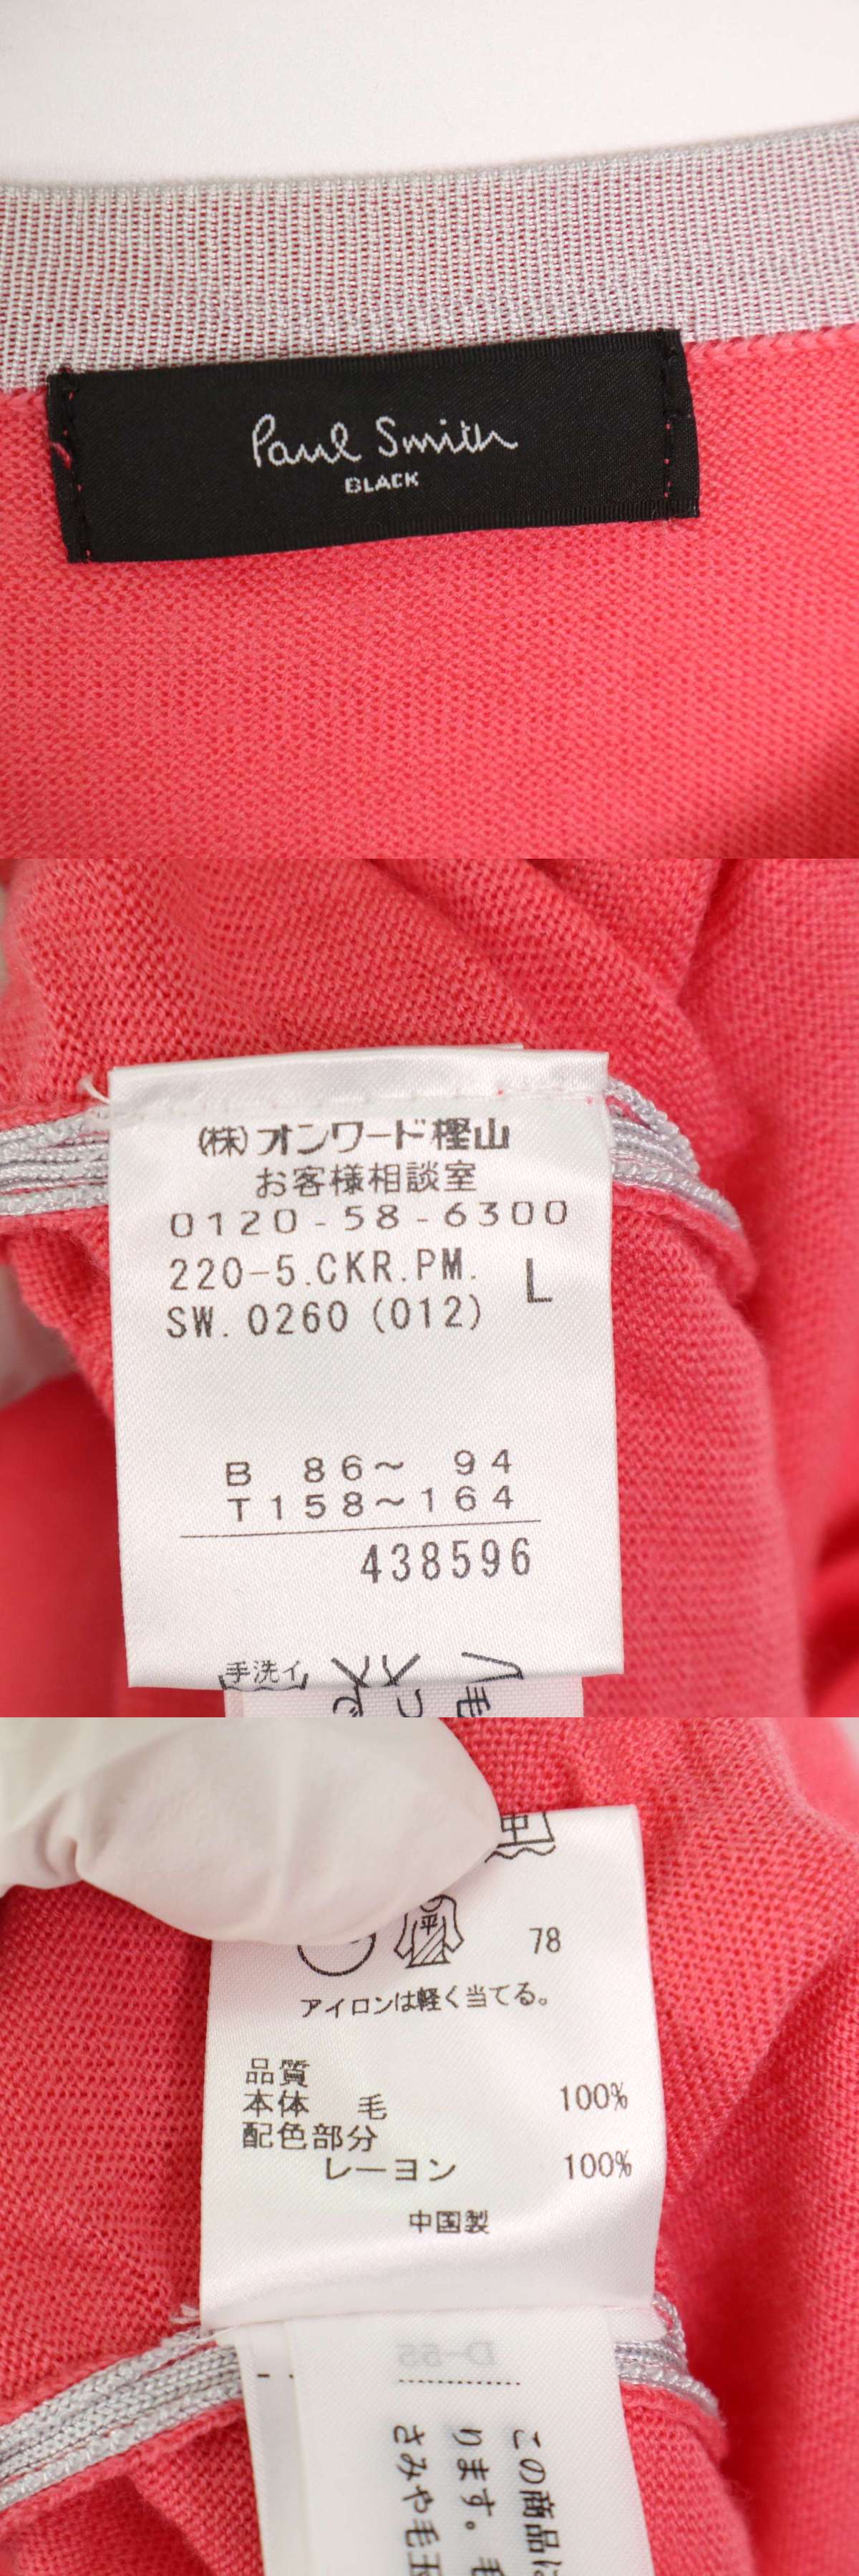 Paul Smith
BLACK
(株)オンワード樫山
お客様相談室
0120-58-6300
220-5.CKR.PM.
L
SW.0260 (012)
B 86～ 94
T158～164
438596
手洗イ
中
平
78
アイロンは軽く当てる。
品質
本体 毛 100%
配色部分
レーヨン 100%
中国製
D-55
この商品に
ります。毛
さみや毛玉